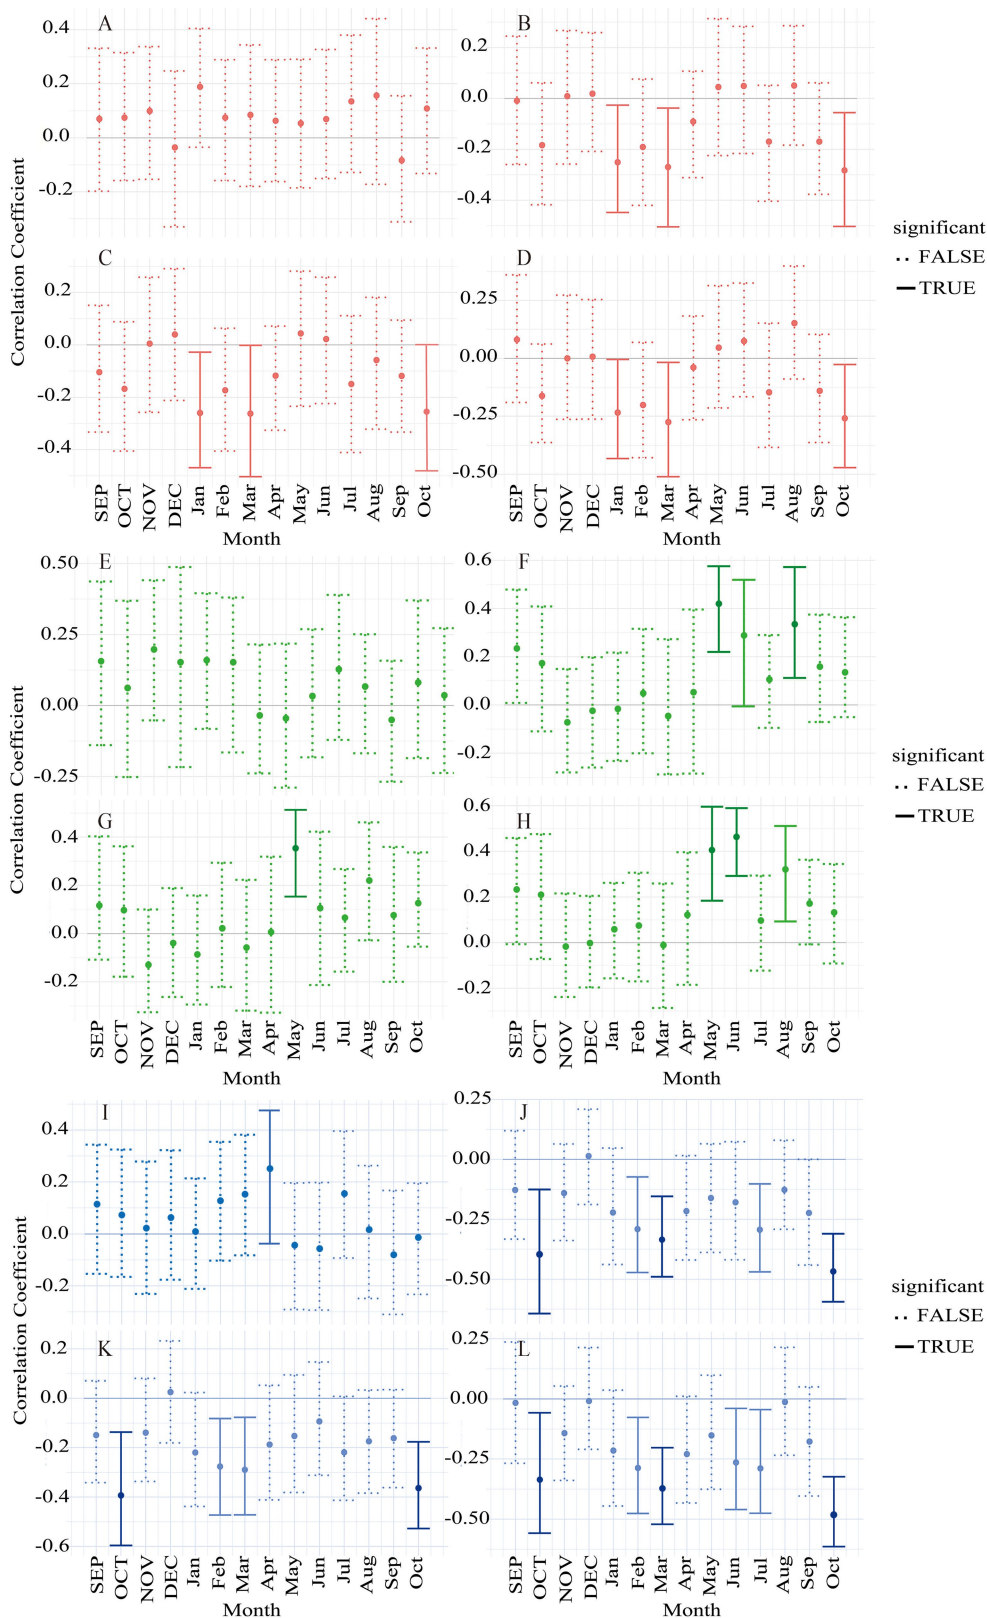 A
B
0.4
0.2
0.0
-0.2
0.2
0.0
-0.2
-0.4
C
D
0.2
0.0
-0.2
-0.4
0.25
0.00
-0.25
-0.50
Correlation Coefficient
significant
FALSE
TRUE
SEP OCT NOV DEC Jan Feb Mar Apr May Jun Jul Aug Sep Oct
SEP OCT NOV DEC Jan Feb Mar Apr May Jun Jul Aug Sep Oct
Month
Month
E
F
0.50
0.25
0.00
-0.25
0.6
0.4
0.2
0.0
-0.2
G
H
0.4
0.2
0.0
-0.2
0.6
0.4
0.2
0.0
-0.2
Correlation Coefficient
significant
FALSE
TRUE
SEP OCT NOV DEC Jan Feb Mar Apr May Jun Jul Aug Sep Oct
SEP OCT NOV DEC Jan Feb Mar Apr May Jun Jul Aug Sep Oct
Month
Month
I
J
0.4
0.2
0.0
-0.2
0.25
0.00
-0.25
-0.50
K
L
0.2
0.0
-0.2
-0.4
-0.6
0.25
0.00
-0.25
-0.50
Correlation Coefficient
significant
FALSE
TRUE
SEP OCT NOV DEC Jan Feb Mar Apr May Jun Jul Aug Sep Oct
SEP OCT NOV DEC Jan Feb Mar Apr May Jun Jul Aug Sep Oct
Month
Month